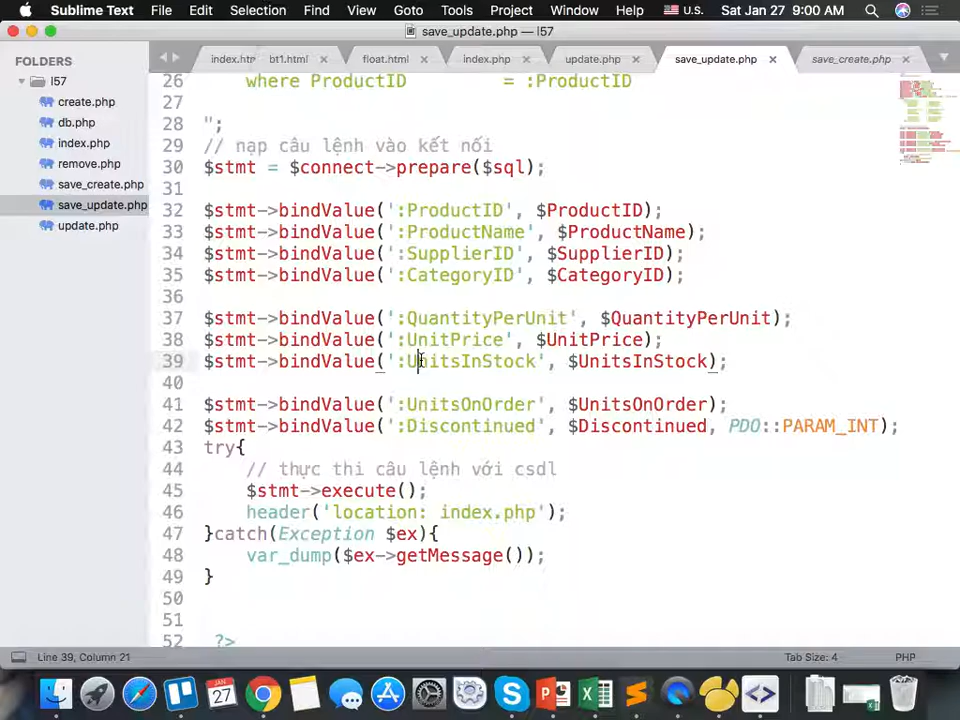 Sublime Text File Edit Selection Find View Goto Tools Project Window Help U.S. Sat Jan 27 9:00 AM
save_update.php — l57
FOLDERS
l57
create.php
db.php
index.php
remove.php
save_create.php
save_update.php
update.php
index.htm bt1.html float.html index.php update.php save_update.php save_create.php
26 where ProductID = :ProductID
27
28 ";
29 // nạp câu lệnh vào kết nối
30 $stmt = $connect->prepare($sql);
31
32 $stmt->bindValue(':ProductID', $ProductID);
33 $stmt->bindValue(':ProductName', $ProductName);
34 $stmt->bindValue(':SupplierID', $SupplierID);
35 $stmt->bindValue(':CategoryID', $CategoryID);
36
37 $stmt->bindValue(':QuantityPerUnit', $QuantityPerUnit);
38 $stmt->bindValue(':UnitPrice', $UnitPrice);
39 $stmt->bindValue(':UnitsInStock', $UnitsInStock);
40
41 $stmt->bindValue(':UnitsOnOrder', $UnitsOnOrder);
42 $stmt->bindValue(':Discontinued', $Discontinued, PDO::PARAM_INT);
43 try{
44 // thực thi câu lệnh với csdl
45 $stmt->execute();
46 header('location: index.php');
47 }catch(Exception $ex){
48 var_dump($ex->getMessage());
49 }
50
51
52 ?>
Line 39, Column 21 Tab Size: 4 PHP